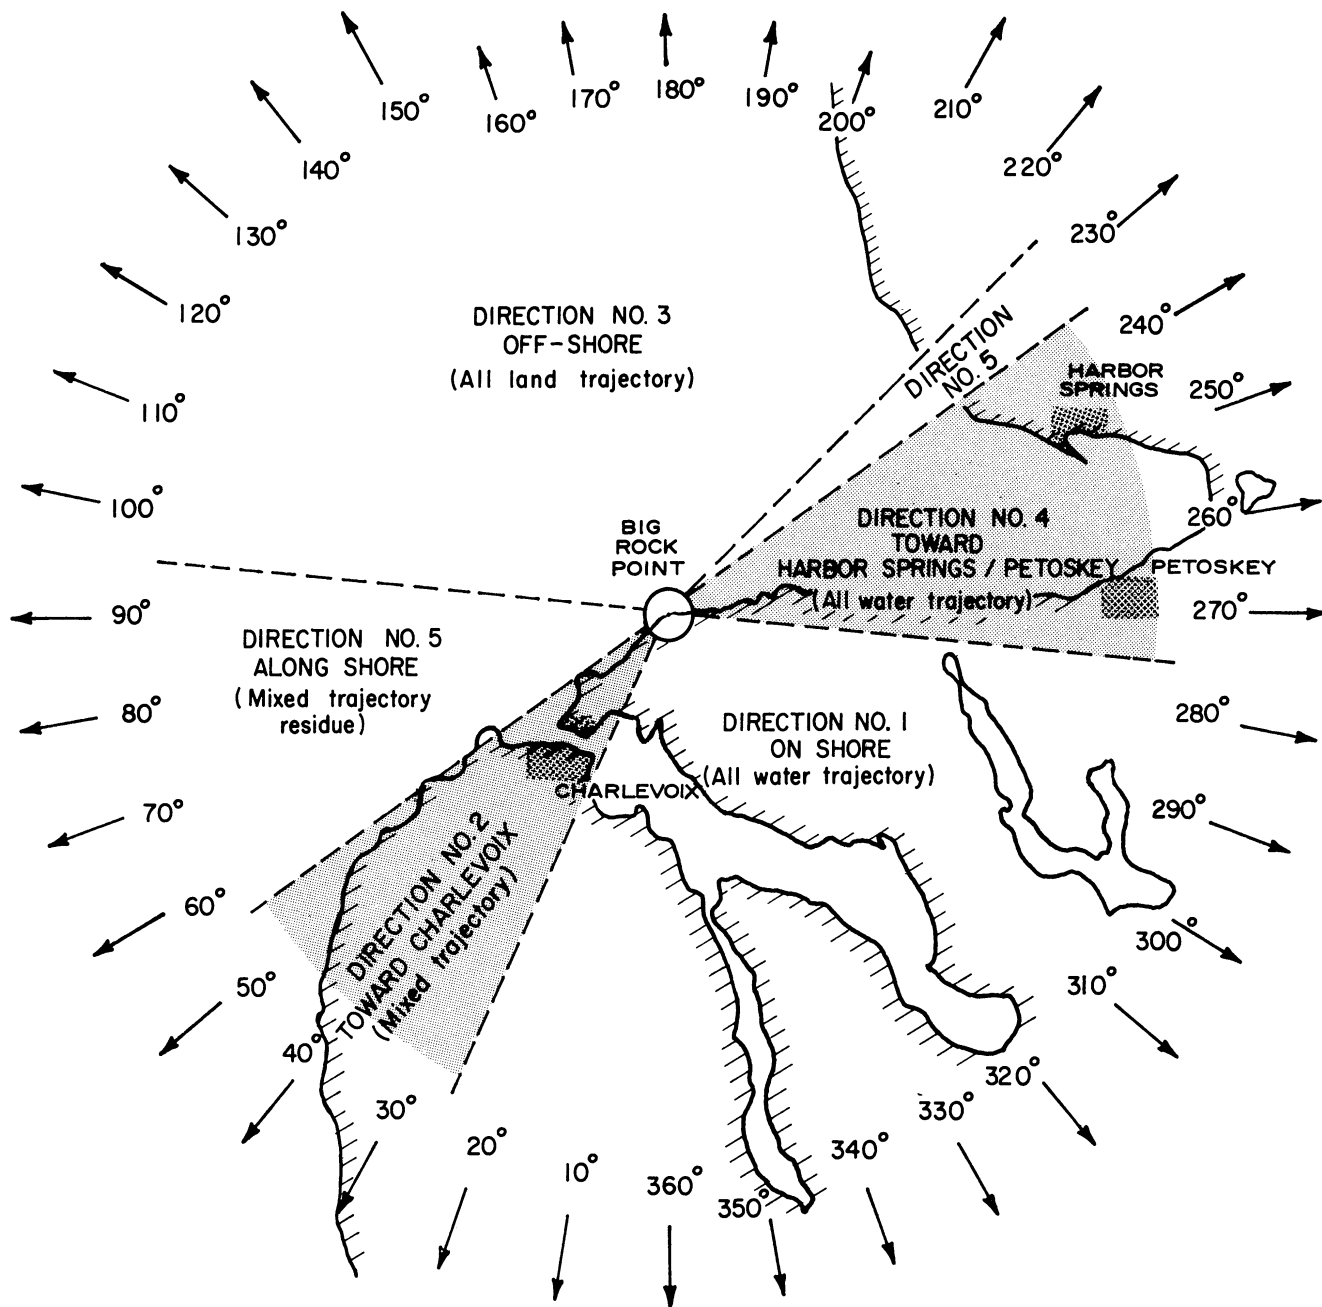 150°
160°
170°
180°
190°
200°
210°
140°
220°
130°
230°
120°
240°
DIRECTION NO. 3
OFF-SHORE
(All land trajectory)
DIRECTION
NO. 5
HARBOR
SPRINGS
110°
250°
100°
260°
BIG
ROCK
POINT
DIRECTION NO. 4
TOWARD
HARBOR SPRINGS / PETOSKEY
(All water trajectory)
PETOSKEY
90°
270°
DIRECTION NO. 5
ALONG SHORE
(Mixed trajectory
residue)
80°
280°
DIRECTION NO. 1
ON SHORE
(All water trajectory)
CHARLEVOIX
70°
290°
DIRECTION NO. 2
TOWARD CHARLEVOIX
(Mixed trajectory)
60°
300°
50°
310°
40°
320°
30°
330°
20°
340°
10°
360°
350°